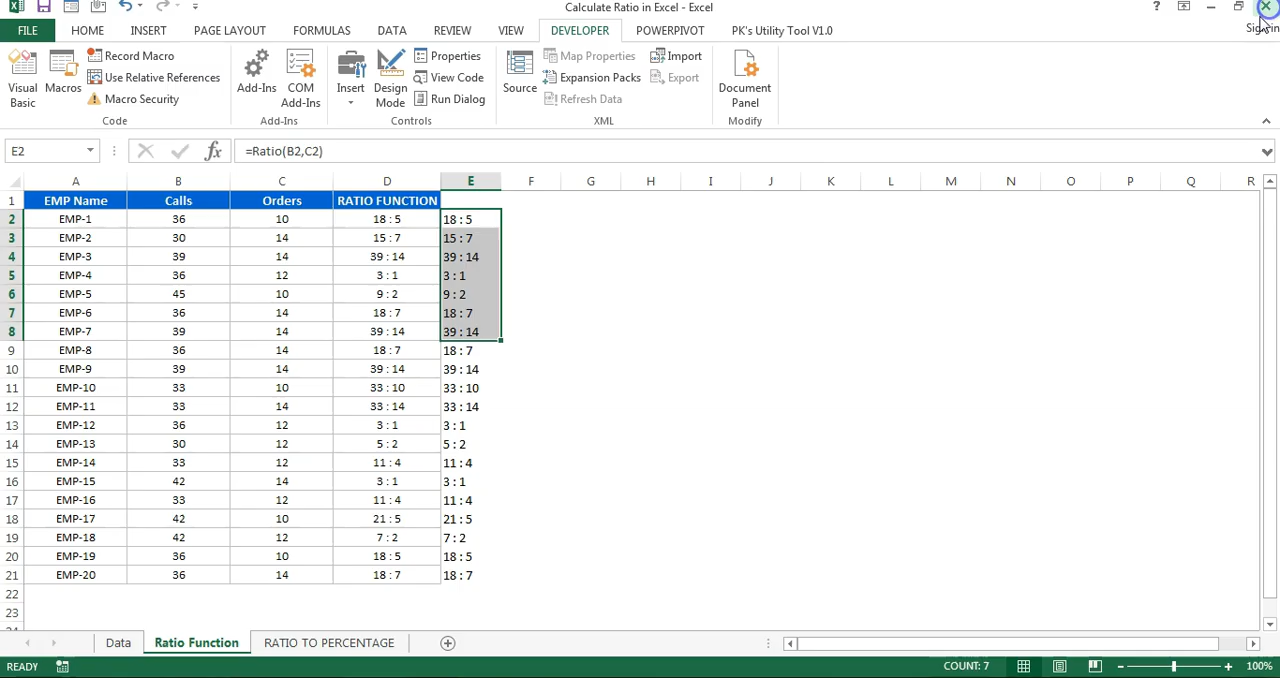 Calculate Ratio in Excel - Excel
?
FILE HOME INSERT PAGE LAYOUT FORMULAS DATA REVIEW VIEW DEVELOPER POWERPIVOT PK's Utility Tool V1.0
Visual Basic
Macros
Record Macro
Use Relative References
Macro Security
Code
Add-Ins
COM Add-Ins
Add-Ins
Insert
Design Mode
Properties
View Code
Run Dialog
Controls
Source
Map Properties
Expansion Packs
Refresh Data
Import
Export
XML
Document Panel
Modify
E2 fx =Ratio(B2,C2)
A B C D E F G H I J K L M N O P Q R
1 EMP Name Calls Orders RATIO FUNCTION
2 EMP-1 36 10 18 : 5 18 : 5
3 EMP-2 30 14 15 : 7 15 : 7
4 EMP-3 39 14 39 : 14 39 : 14
5 EMP-4 36 12 3 : 1 3 : 1
6 EMP-5 45 10 9 : 2 9 : 2
7 EMP-6 36 14 18 : 7 18 : 7
8 EMP-7 39 14 39 : 14 39 : 14
9 EMP-8 36 14 18 : 7 18 : 7
10 EMP-9 39 14 39 : 14 39 : 14
11 EMP-10 33 10 33 : 10 33 : 10
12 EMP-11 33 14 33 : 14 33 : 14
13 EMP-12 36 12 3 : 1 3 : 1
14 EMP-13 30 12 5 : 2 5 : 2
15 EMP-14 33 12 11 : 4 11 : 4
16 EMP-15 42 14 3 : 1 3 : 1
17 EMP-16 33 12 11 : 4 11 : 4
18 EMP-17 42 10 21 : 5 21 : 5
19 EMP-18 42 12 7 : 2 7 : 2
20 EMP-19 36 10 18 : 5 18 : 5
21 EMP-20 36 14 18 : 7 18 : 7
22
23
Data Ratio Function RATIO TO PERCENTAGE
READY COUNT: 7 100%